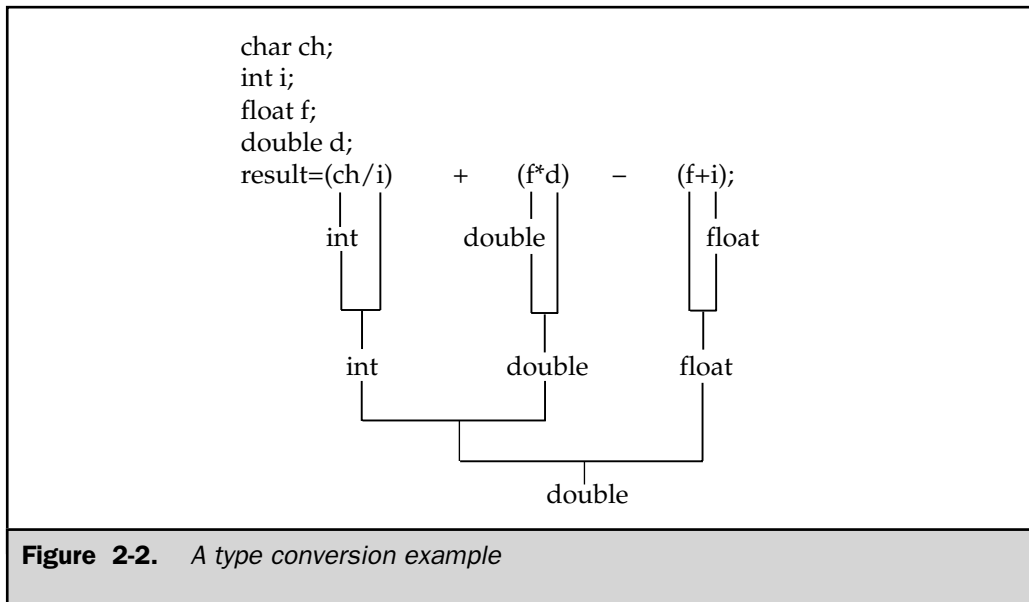 char ch;
int i;
float f;
double d;
result=(ch/i) + (f*d) – (f+i);
int double float
int double float
double
Figure 2-2. A type conversion example